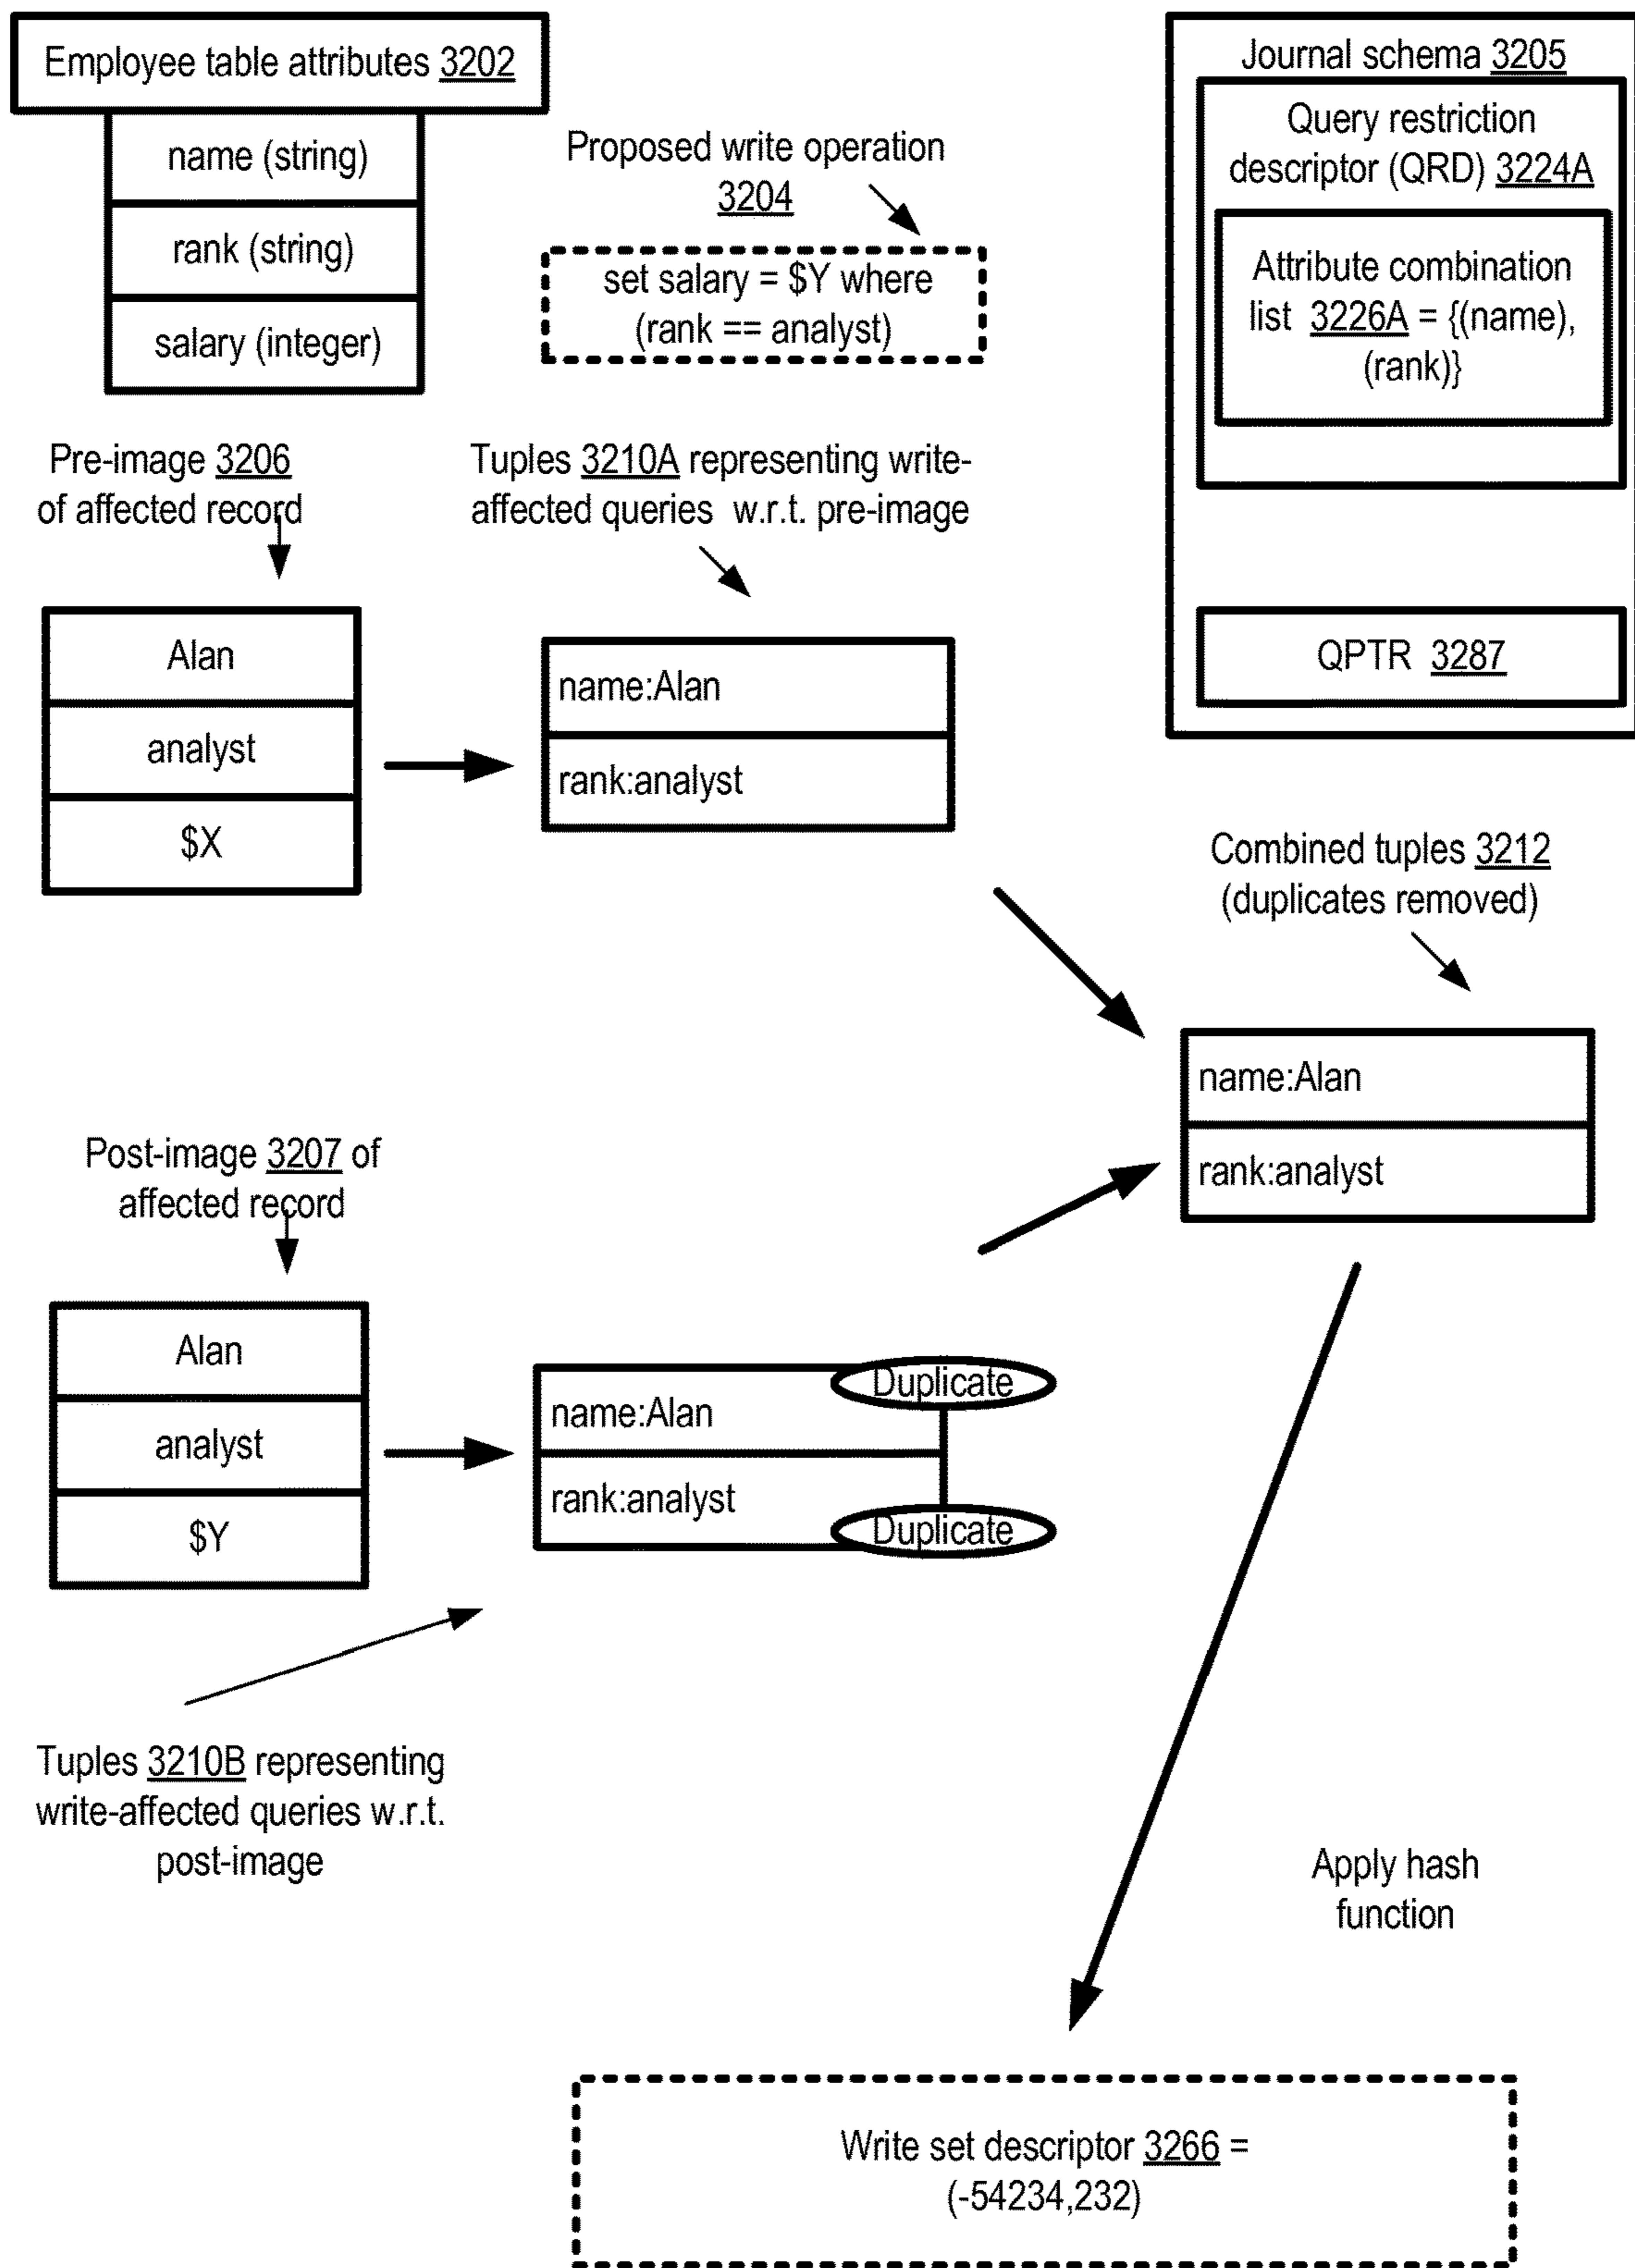 Employee table attributes 3202
name (string)
rank (string)
salary (integer)
Proposed write operation
3204
set salary = $Y where
(rank == analyst)
Journal schema 3205
Query restriction
descriptor (QRD) 3224A
Attribute combination
list 3226A = {(name),
(rank)}
QPTR 3287
Pre-image 3206
of affected record
Alan
analyst
$X
Tuples 3210A representing write-
affected queries w.r.t. pre-image
name:Alan
rank:analyst
Combined tuples 3212
(duplicates removed)
name:Alan
rank:analyst
Post-image 3207 of
affected record
Alan
analyst
$Y
Duplicate
name:Alan
rank:analyst
Duplicate
Tuples 3210B representing
write-affected queries w.r.t.
post-image
Apply hash
function
Write set descriptor 3266 =
(-54234,232)